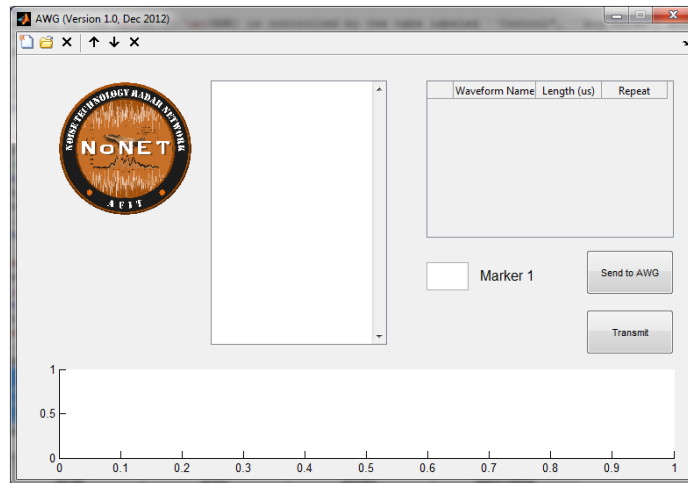 AWG (Version 1.0, Dec 2012)
NOISE TECHNOLOGY RADAR NETWORK
NoNET
AFIT
Waveform Name Length (us) Repeat
Marker 1
Send to AWG
Transmit
1
0.5
0
0 0.1 0.2 0.3 0.4 0.5 0.6 0.7 0.8 0.9 1